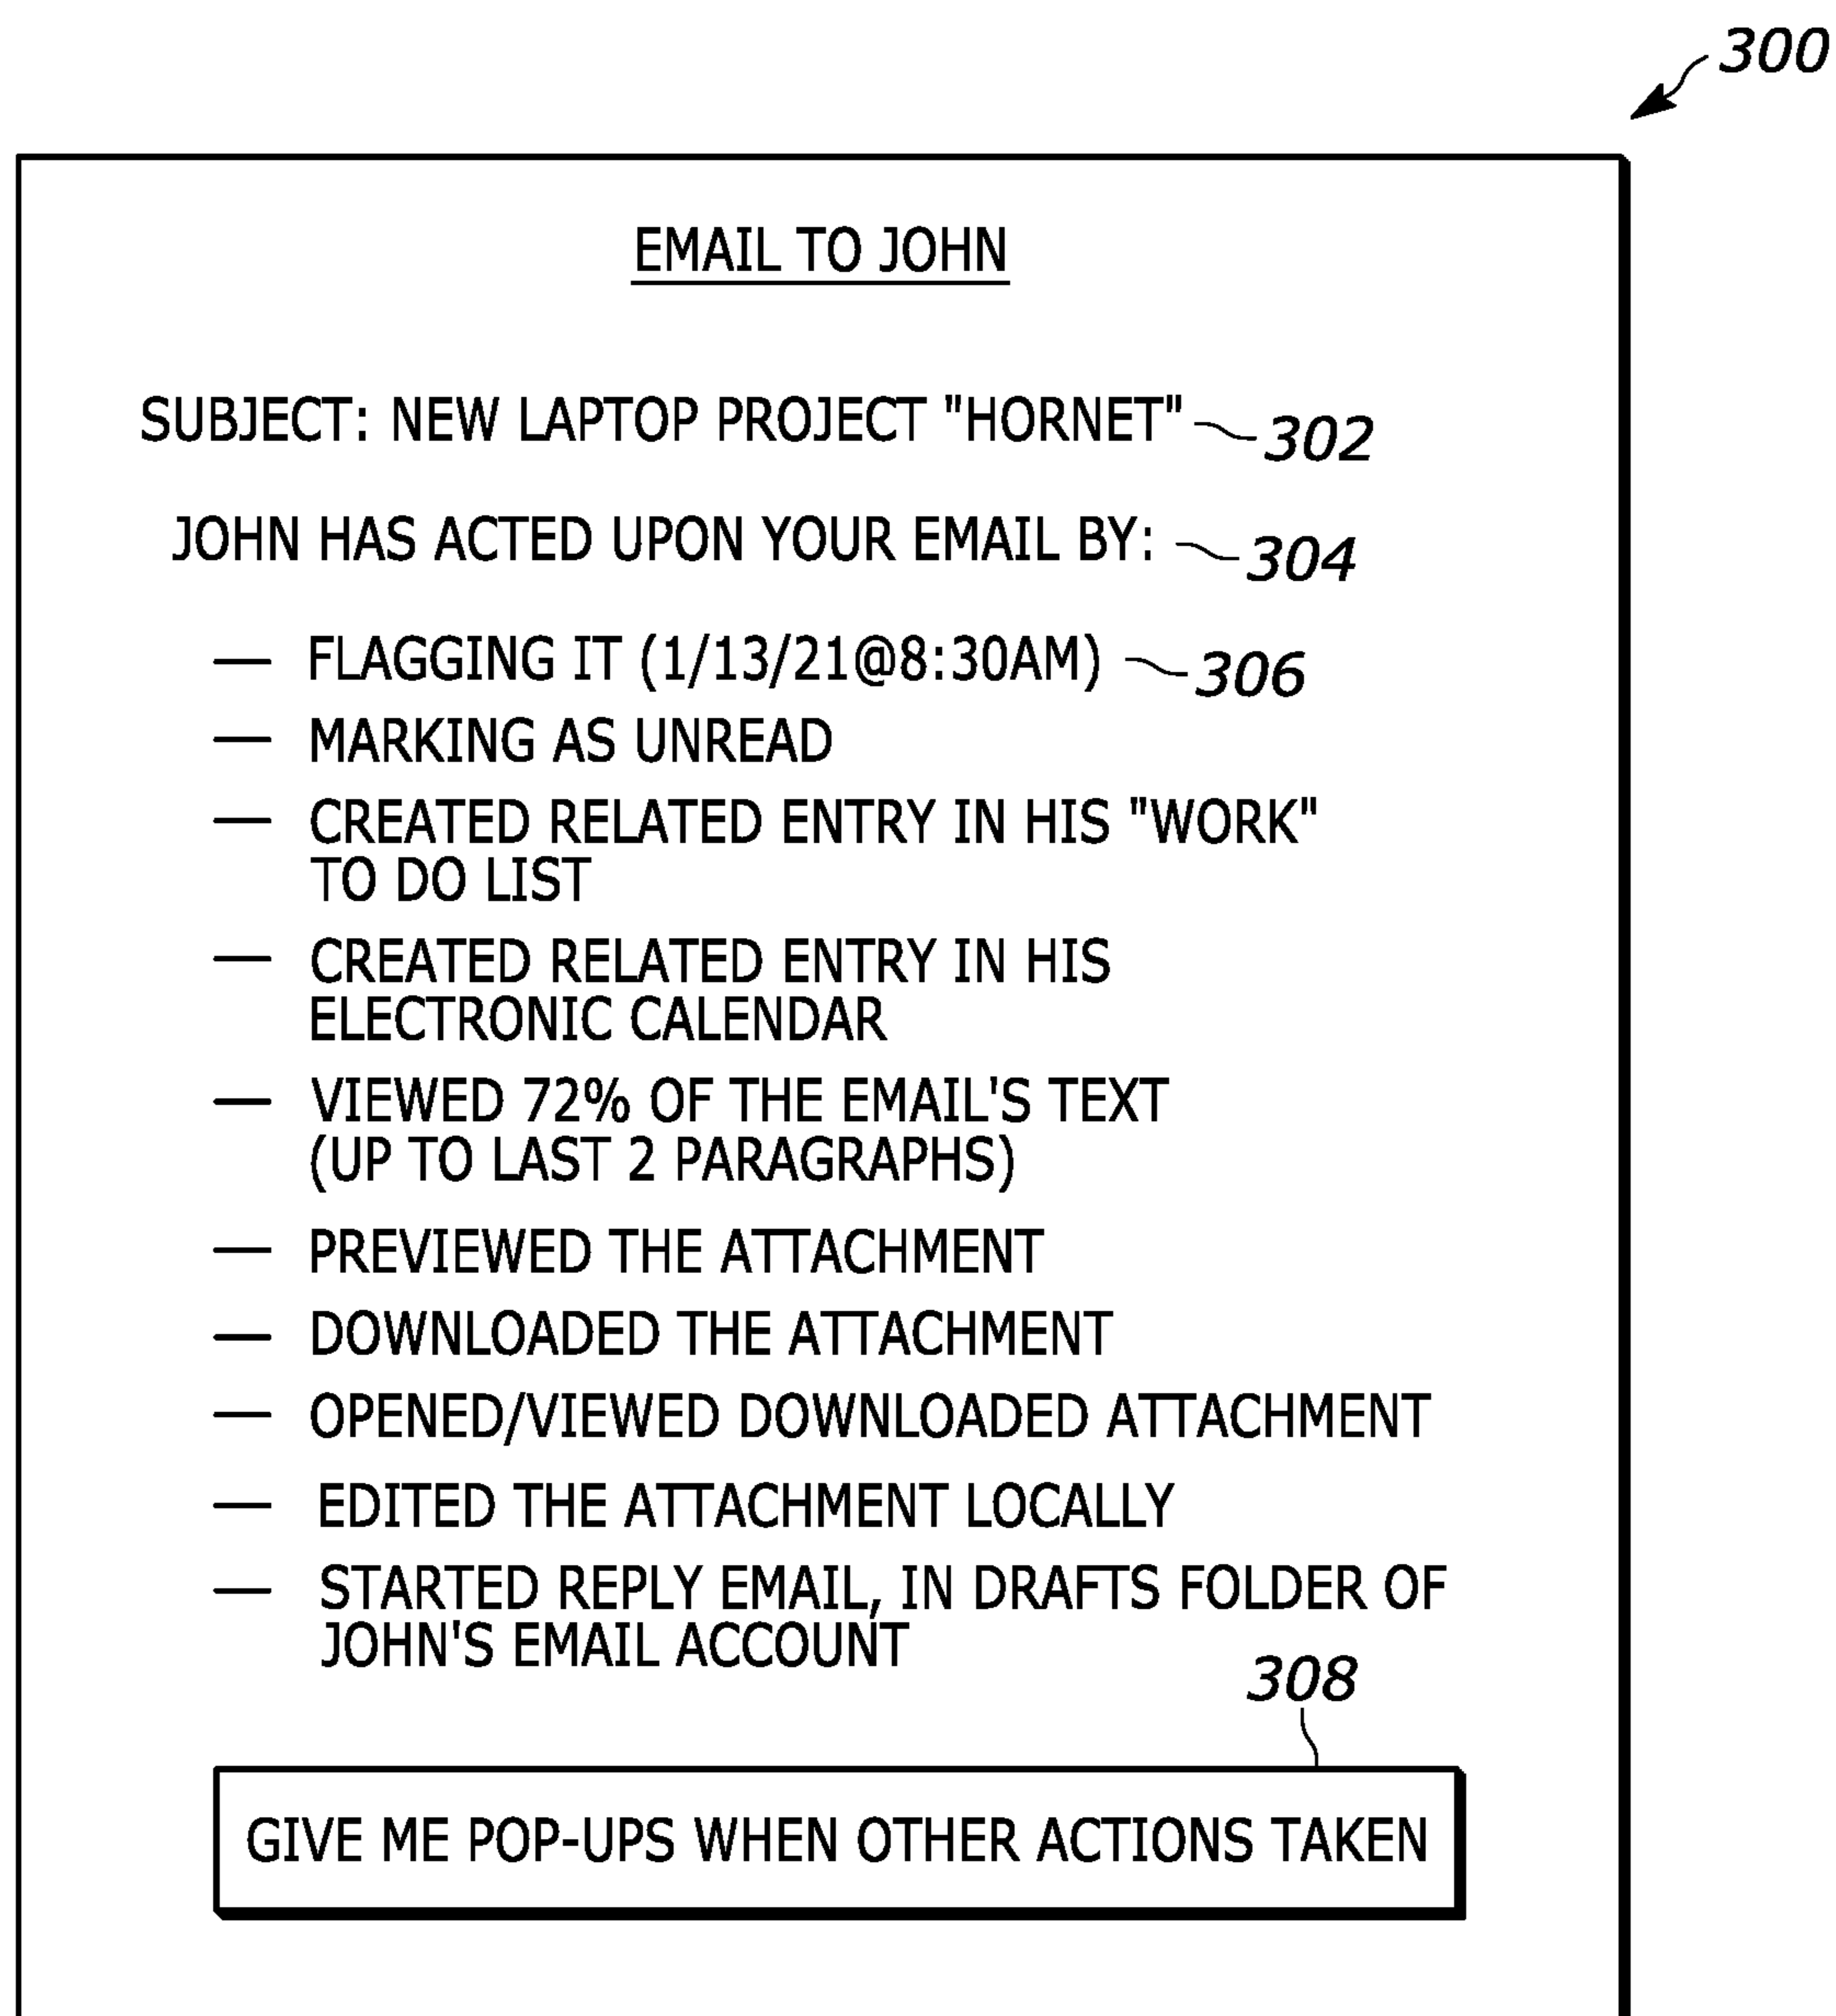 300
EMAIL TO JOHN
SUBJECT: NEW LAPTOP PROJECT "HORNET" 302
JOHN HAS ACTED UPON YOUR EMAIL BY: 304
— FLAGGING IT (1/13/21@8:30AM) 306
— MARKING AS UNREAD
— CREATED RELATED ENTRY IN HIS "WORK"
TO DO LIST
— CREATED RELATED ENTRY IN HIS
ELECTRONIC CALENDAR
— VIEWED 72% OF THE EMAIL'S TEXT
(UP TO LAST 2 PARAGRAPHS)
— PREVIEWED THE ATTACHMENT
— DOWNLOADED THE ATTACHMENT
— OPENED/VIEWED DOWNLOADED ATTACHMENT
— EDITED THE ATTACHMENT LOCALLY
— STARTED REPLY EMAIL, IN DRAFTS FOLDER OF
JOHN'S EMAIL ACCOUNT
308
GIVE ME POP-UPS WHEN OTHER ACTIONS TAKEN